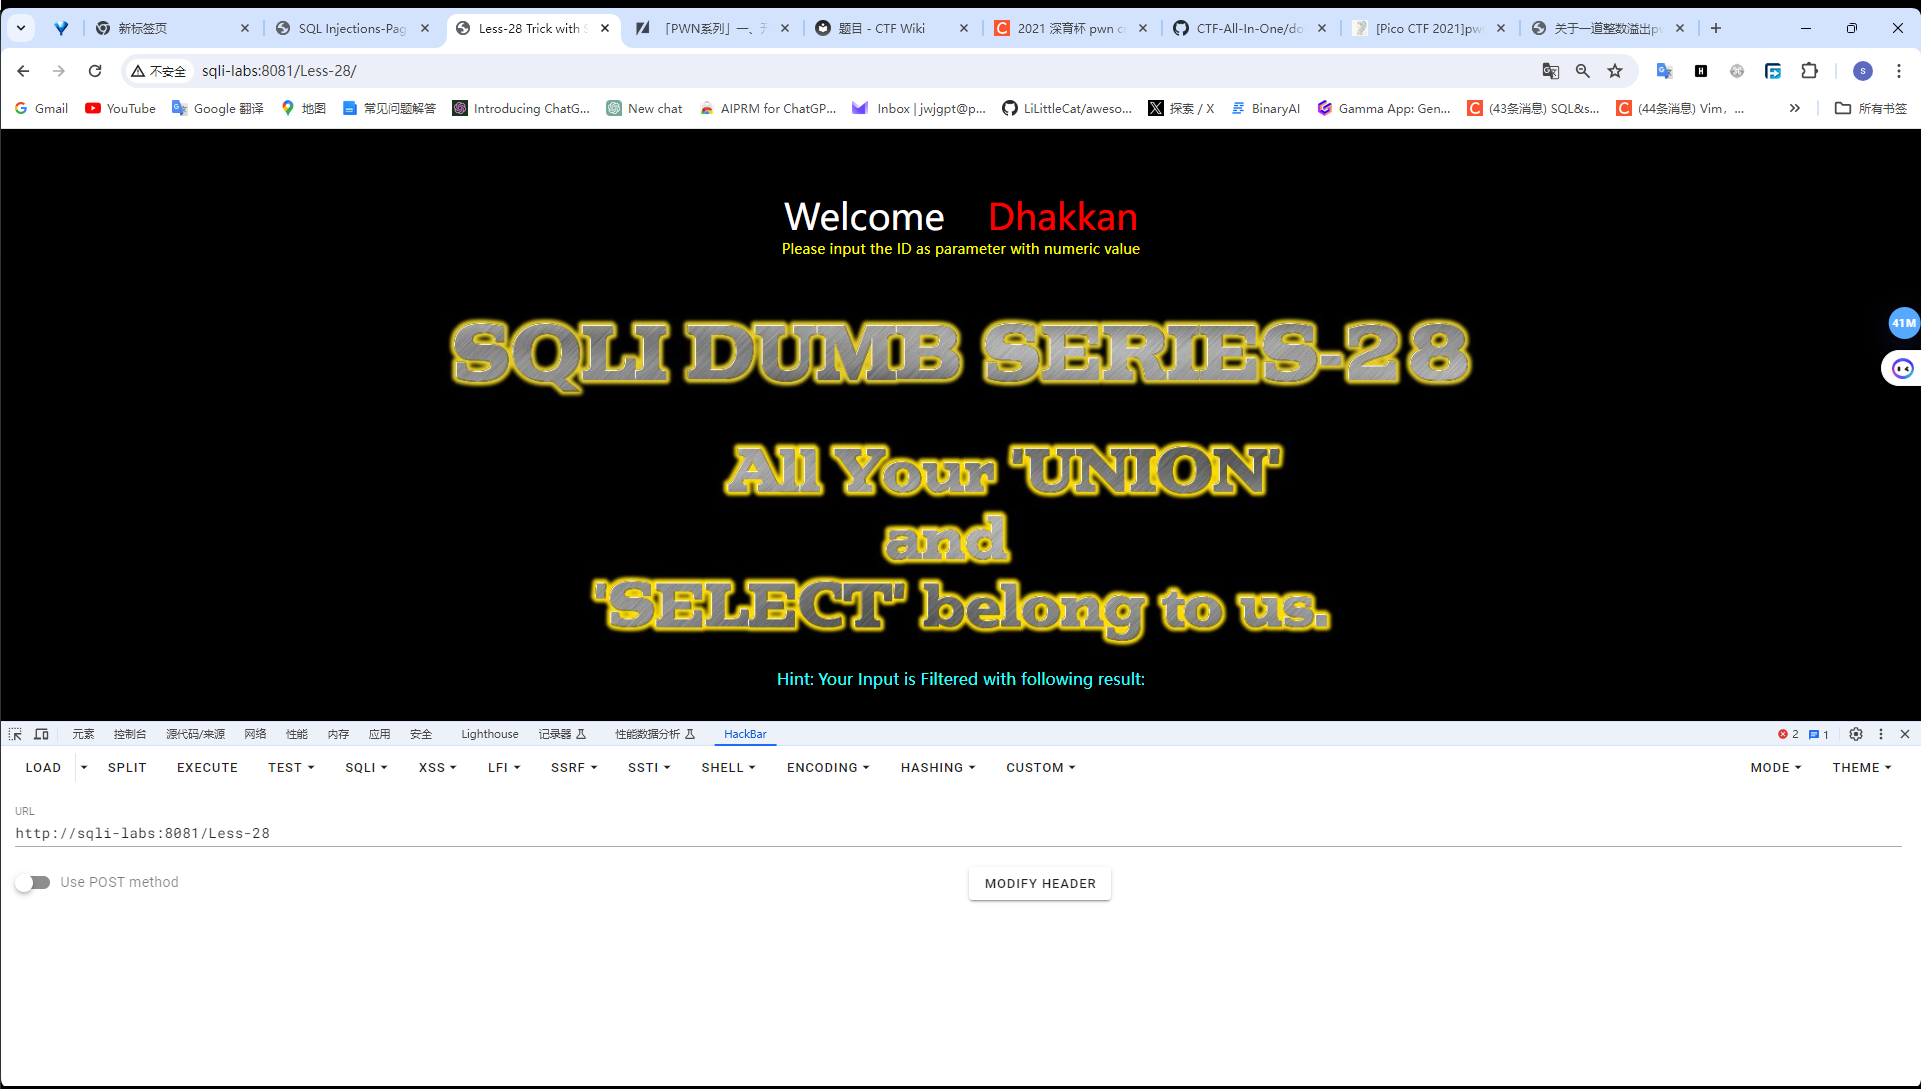 新标签页
SQL Injections-Pag
Less-28 Trick with S
「PWN系列」一、
题目 - CTF Wiki
2021 深育杯 pwn c
CTF-All-In-One/do
[Pico CTF 2021]pw
关于一道整数溢出p
不安全
sqli-labs:8081/Less-28/
H
S
Gmail
YouTube
Google 翻译
地图
常见问题解答
Introducing ChatG...
New chat
AIPRM for ChatGP...
Inbox | jwjgpt@p...
LiLittleCat/aweso...
探索 / X
BinaryAI
Gamma App: Gen...
(43条消息) SQL&s...
(44条消息) Vim，...
所有书签
Welcome Dhakkan
Please input the ID as parameter with numeric value
SQLI DUMB SERIES-28
41M
All Your 'UNION'
and
'SELECT' belong to us.
Hint: Your Input is Filtered with following result:
元素 控制台 源代码/来源 网络 性能 内存 应用 安全 Lighthouse 记录器 性能数据分析 HackBar 2 1
LOAD SPLIT EXECUTE TEST SQLI XSS LFI SSRF SSTI SHELL ENCODING HASHING CUSTOM MODE THEME
URL
http://sqli-labs:8081/Less-28
Use POST method
MODIFY HEADER